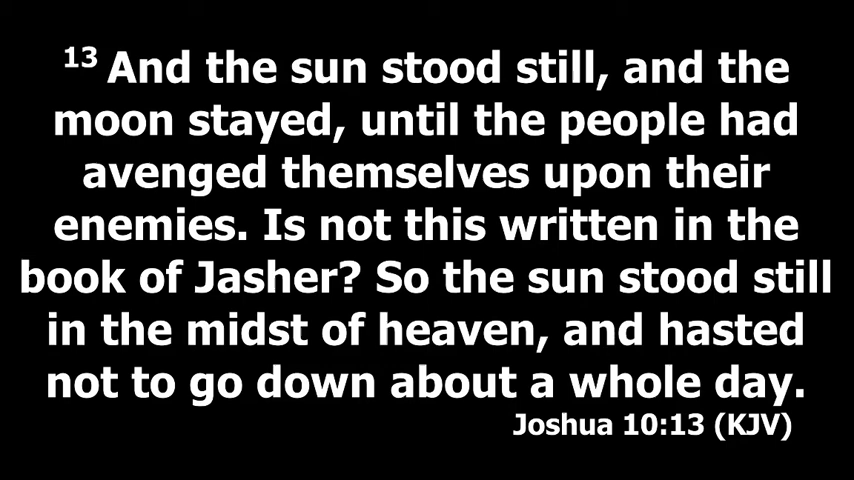 13 And the sun stood still, and the
moon stayed, until the people had
avenged themselves upon their
enemies. Is not this written in the
book of Jasher? So the sun stood still
in the midst of heaven, and hasted
not to go down about a whole day.
Joshua 10:13 (KJV)